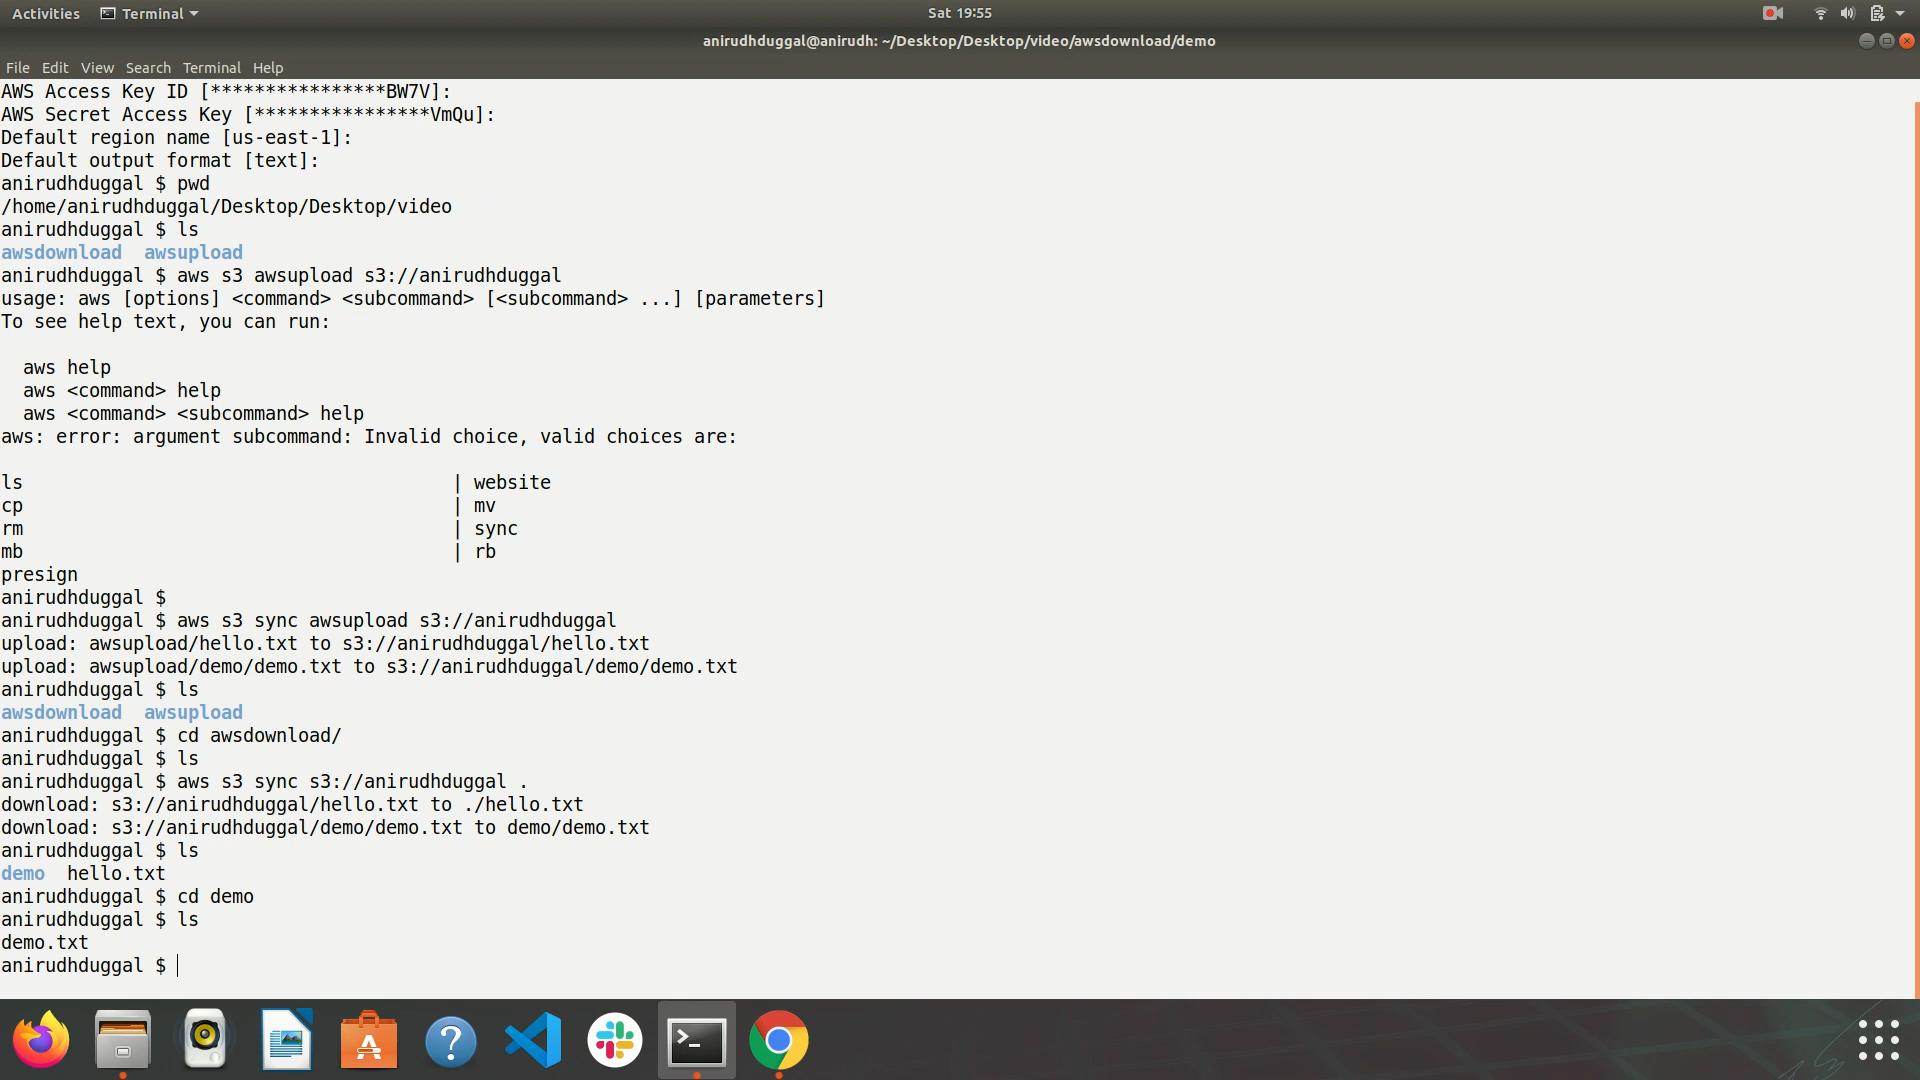 Activities Terminal Sat 19:55
anirudhduggal@anirudh: ~/Desktop/Desktop/video/awsdownload/demo
File Edit View Search Terminal Help
AWS Access Key ID [****************BW7V]:
AWS Secret Access Key [****************VmQu]:
Default region name [us-east-1]:
Default output format [text]:
anirudhduggal $ pwd
/home/anirudhduggal/Desktop/Desktop/video
anirudhduggal $ ls
awsdownload  awsupload
anirudhduggal $ aws s3 awsupload s3://anirudhduggal
usage: aws [options] <command> <subcommand> [<subcommand> ...] [parameters]
To see help text, you can run:
  aws help
  aws <command> help
  aws <command> <subcommand> help
aws: error: argument subcommand: Invalid choice, valid choices are:
ls                                       | website
cp                                       | mv
rm                                       | sync
mb                                       | rb
presign
anirudhduggal $
anirudhduggal $ aws s3 sync awsupload s3://anirudhduggal
upload: awsupload/hello.txt to s3://anirudhduggal/hello.txt
upload: awsupload/demo/demo.txt to s3://anirudhduggal/demo/demo.txt
anirudhduggal $ ls
awsdownload  awsupload
anirudhduggal $ cd awsdownload/
anirudhduggal $ ls
anirudhduggal $ aws s3 sync s3://anirudhduggal .
download: s3://anirudhduggal/hello.txt to ./hello.txt
download: s3://anirudhduggal/demo/demo.txt to demo/demo.txt
anirudhduggal $ ls
demo  hello.txt
anirudhduggal $ cd demo
anirudhduggal $ ls
demo.txt
anirudhduggal $